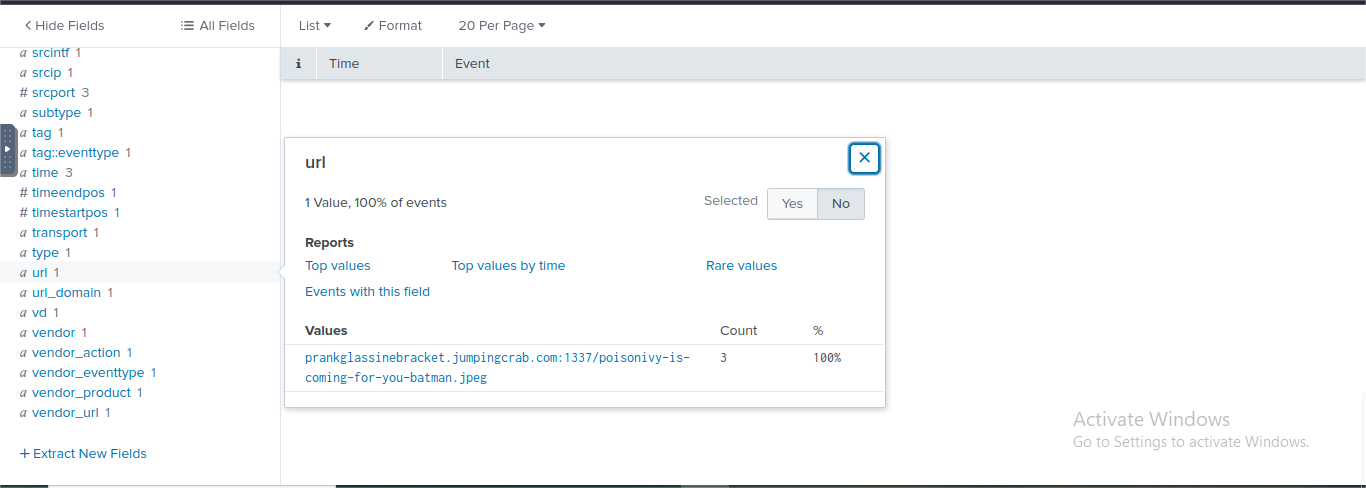 Hide Fields
All Fields
List
Format
20 Per Page
a srcintf 1
a srcip 1
# srcport 3
a subtype 1
a tag 1
a tag::eventtype 1
a time 3
# timeendpos 1
# timestartpos 1
a transport 1
a type 1
a url 1
a url_domain 1
a vd 1
a vendor 1
a vendor_action 1
a vendor_eventtype 1
a vendor_product 1
a vendor_url 1
+ Extract New Fields
i Time Event
url
1 Value, 100% of events
Selected Yes No
Reports
Top values Top values by time Rare values
Events with this field
Values Count %
prankglassinebracket.jumpingcrab.com:1337/poisonivy-is- 3 100%
coming-for-you-batman.jpeg
Activate Windows
Go to Settings to activate Windows.